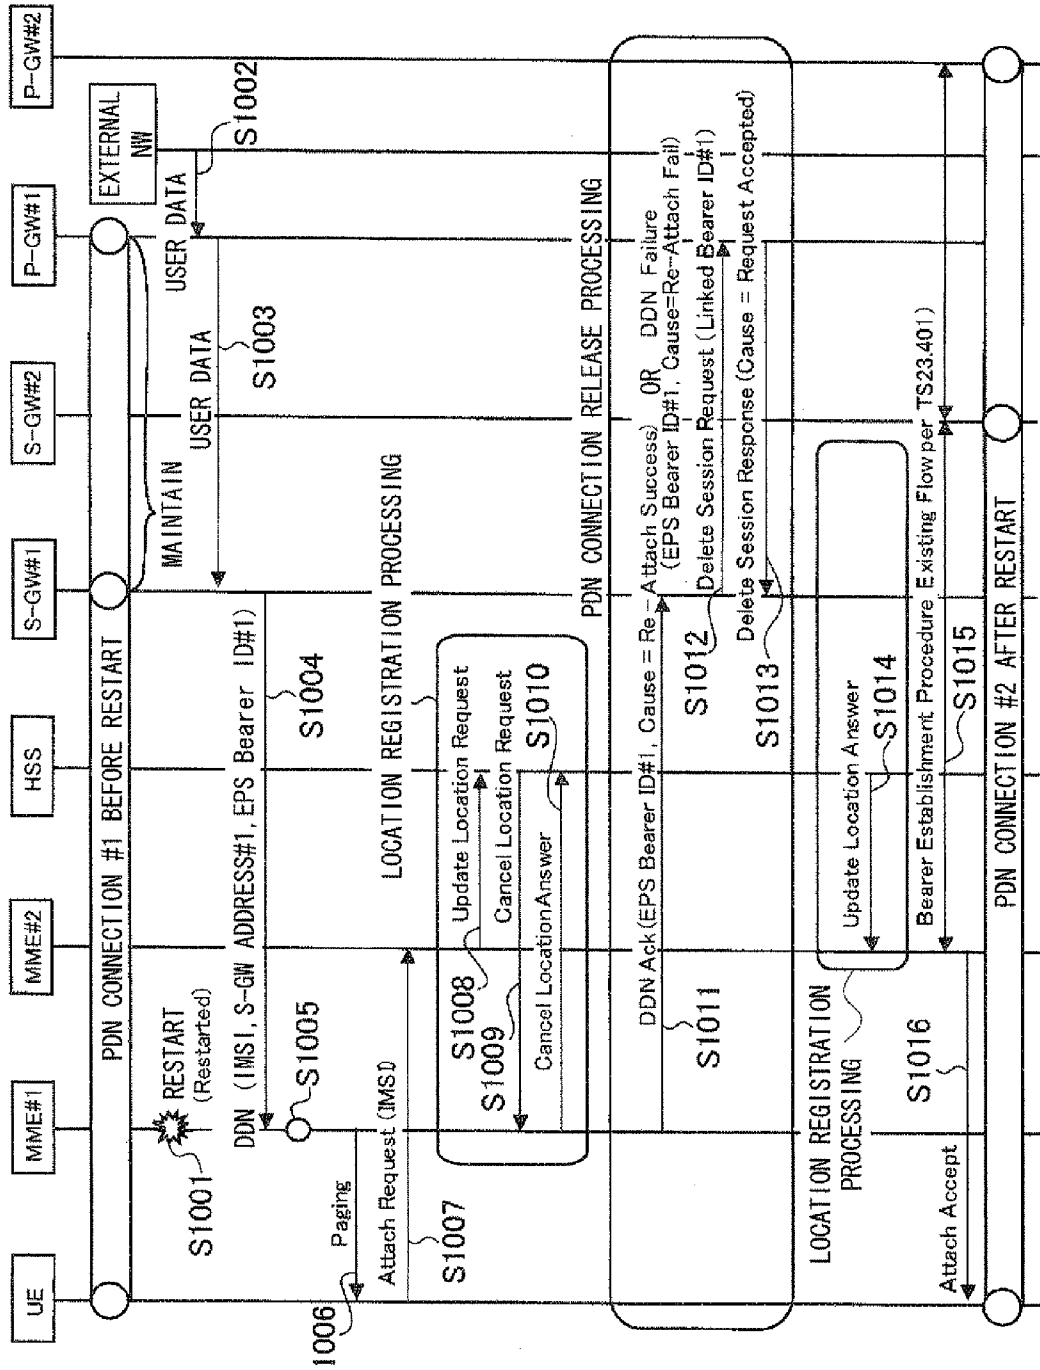 UE
MME#1
MME#2
HSS
S-GW#1
S-GW#2
P-GW#1
P-GW#2
EXTERNAL
NW
PDN CONNECTION #1 BEFORE RESTART
S1001
RESTART
(Restarted)
MAINTAIN
USER DATA
S1002
USER DATA
S1003
DDN (IMSI, S-GW ADDRESS#1, EPS Bearer ID#1)
S1004
S1005
Paging
1006
Attach Request (IMSI)
S1007
LOCATION REGISTRATION PROCESSING
Update Location Request
S1008
Cancel Location Request
S1009
Cancel Location Answer
S1010
PDN CONNECTION RELEASE PROCESSING
DDN Ack (EPS Bearer ID#1, Cause = Re-Attach Success) OR DDN Failure
(EPS Bearer ID#1, Cause=Re-Attach Fail)
S1011
Delete Session Request (Linked Bearer ID#1)
S1012
Delete Session Response (Cause = Request Accepted)
S1013
LOCATION REGISTRATION
PROCESSING
Update Location Answer
S1014
Bearer Establishment Procedure Existing Flow per TS23.401)
S1015
S1016
Attach Accept
PDN CONNECTION #2 AFTER RESTART